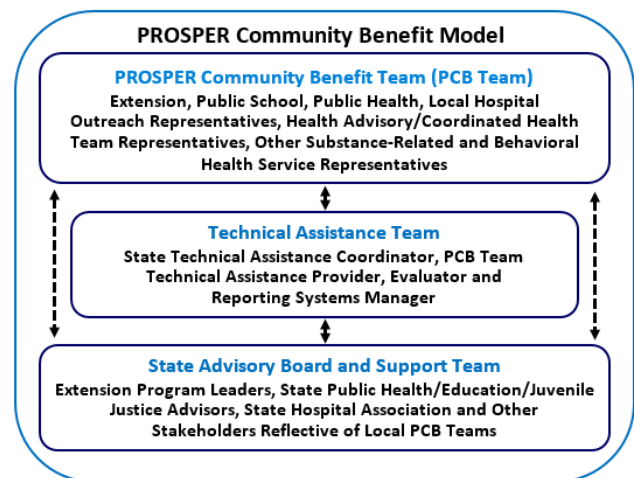 PROSPER Community Benefit Model
PROSPER Community Benefit Team (PCB Team)
Extension, Public School, Public Health, Local Hospital
Outreach Representatives, Health Advisory/Coordinated Health
Team Representatives, Other Substance-Related and Behavioral
Health Service Representatives
Technical Assistance Team
State Technical Assistance Coordinator, PCB Team
Technical Assistance Provider, Evaluator and
Reporting Systems Manager
State Advisory Board and Support Team
Extension Program Leaders, State Public Health/Education/Juvenile
Justice Advisors, State Hospital Association and Other
Stakeholders Reflective of Local PCB Teams